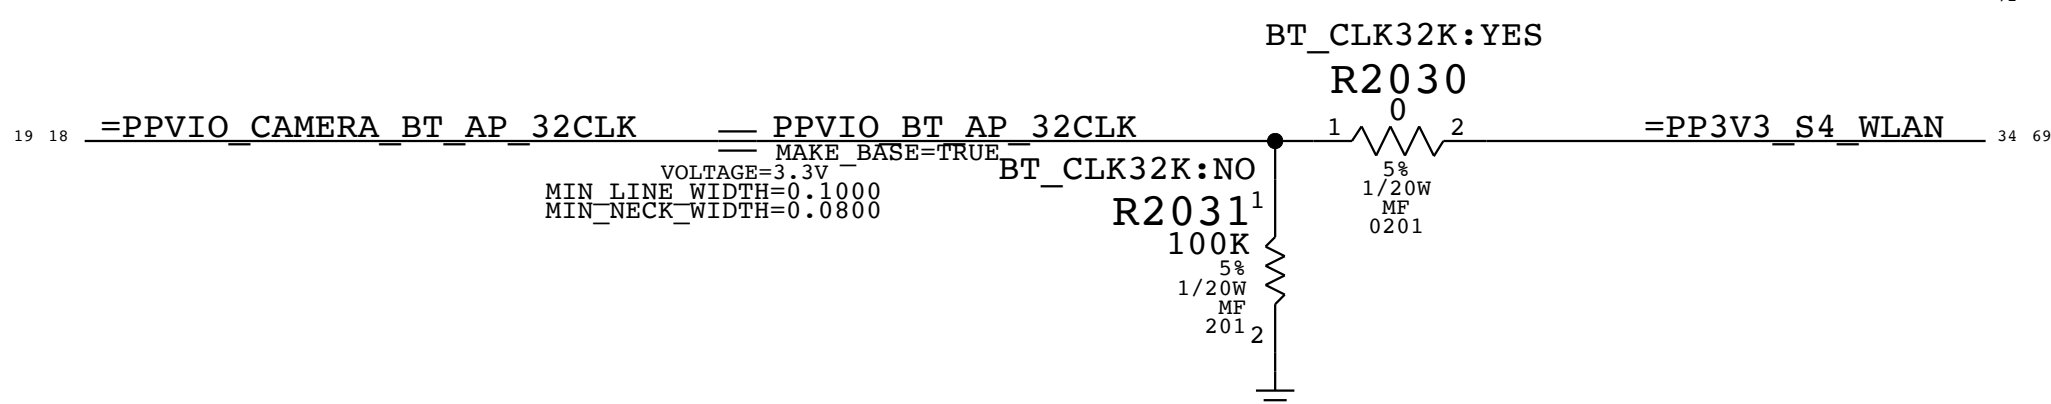 BT_CLK32K:YES
R2030
0
19 18 =PPVIO_CAMERA_BT_AP_32CLK PPVIO_BT_AP_32CLK 1 2 =PP3V3_S4_WLAN 34 69
MAKE_BASE=TRUE
VOLTAGE=3.3V
MIN_LINE_WIDTH=0.1000
MIN_NECK_WIDTH=0.0800
5%
1/20W
MF
0201
BT_CLK32K:NO
R2031 1
100K
5%
1/20W
MF
201 2